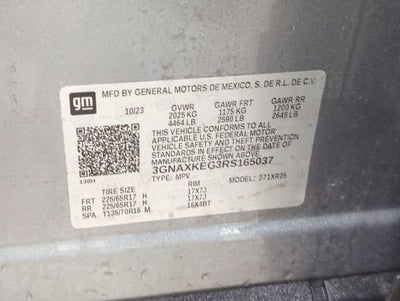 gm
MFD BY GENERAL MOTORS DE MEXICO, S. DE R.L. DE C.V.
10/23 GVWR GAWR FRT GAWR RR
2025 KG 1175 KG 1200 KG
4464 LB 2590 LB 2645 LB
THIS VEHICLE CONFORMS TO ALL
APPLICABLE U.S. FEDERAL MOTOR
VEHICLE SAFETY AND THEFT PREVENTION
STANDARDS IN EFFECT ON THE DATE OF
MANUFACTURE SHOWN ABOVE.
3GNAXKEG3RS165037
130H TYPE: MPV 371XR26
TIRE SIZE RIM
FRT 225/65R17 H 17X7J
RR 225/65R17 H 17X7J
SPA T135/70R16 M 16X4BT